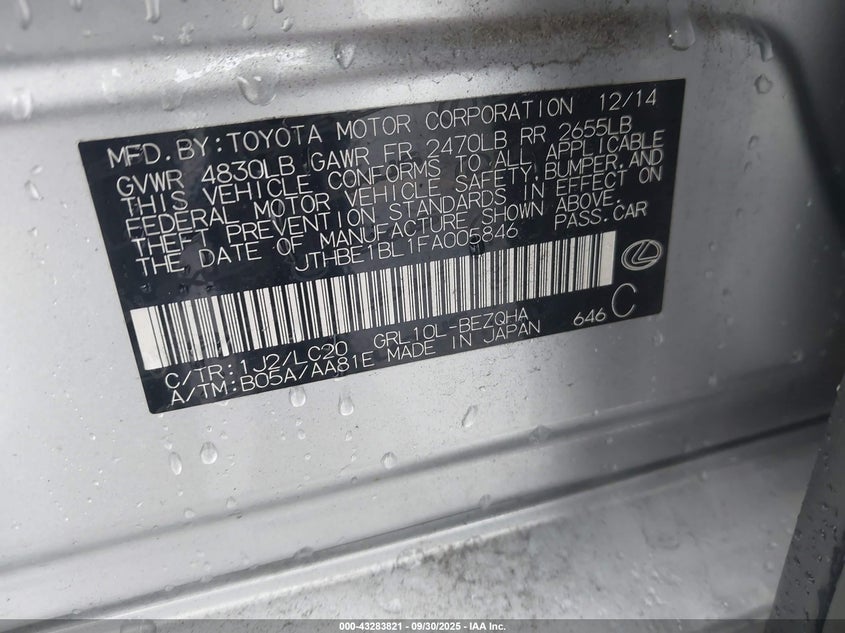 MFD. BY: TOYOTA MOTOR CORPORATION 12/14
GVWR 4830LB GAWR FR 2470LB RR 2655LB
THIS VEHICLE CONFORMS TO ALL APPLICABLE
FEDERAL MOTOR VEHICLE SAFETY, BUMPER, AND
THEFT PREVENTION STANDARDS IN EFFECT ON
THE DATE OF MANUFACTURE SHOWN ABOVE.
JTHBE1BL1FA005846 PASS. CAR
C
646
C/TR: 1J2/LC20 GRL10L-BEZQHA
A/TM: B05A/AA81E MADE IN JAPAN
000-43283821 - 09/30/2025 - IAA Inc.